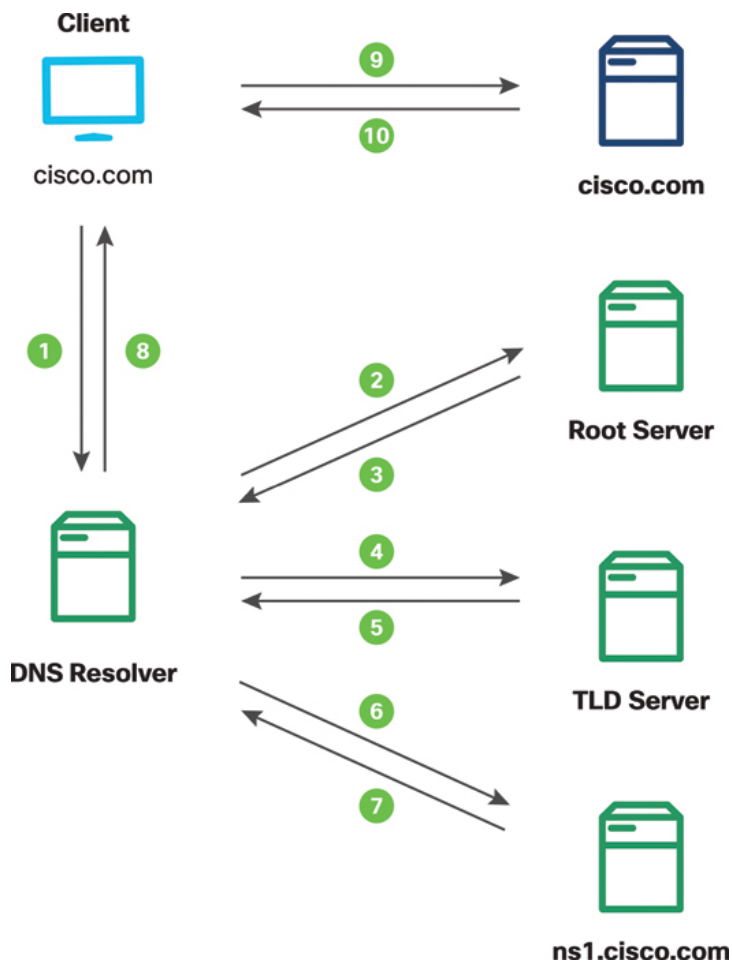 Client
cisco.com
9
10
cisco.com
1
8
2
3
Root Server
DNS Resolver
4
5
TLD Server
6
7
ns1.cisco.com